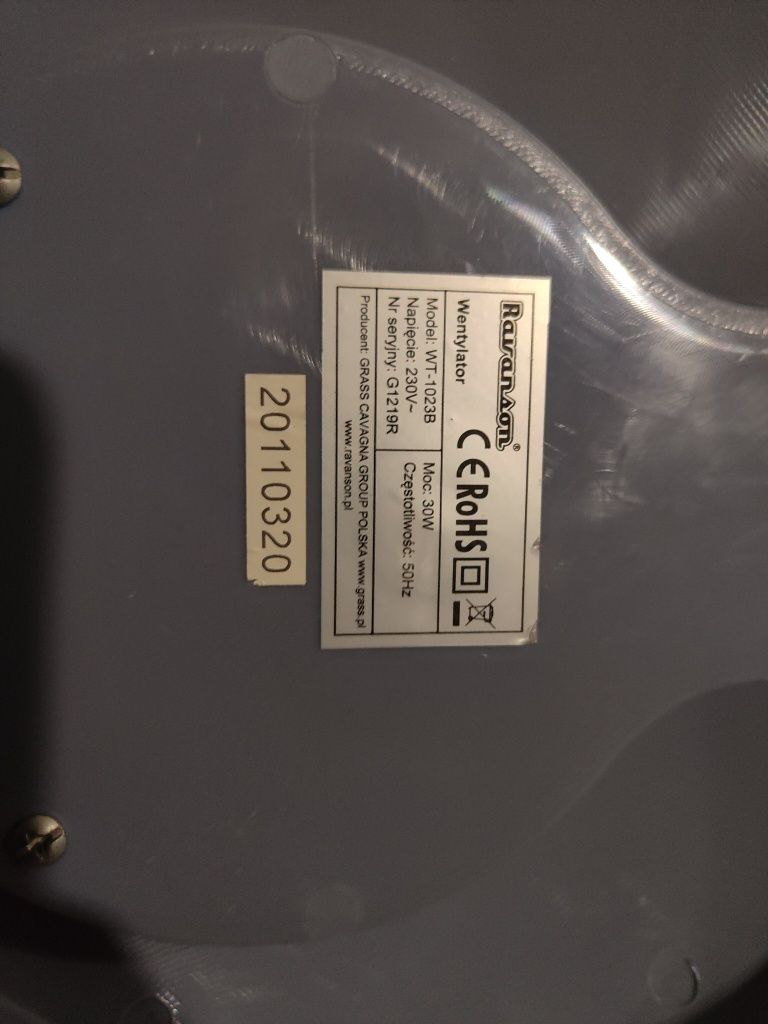 Ravanson®
Wentylator CE RoHS
Model: WT-1023B Moc: 30W
Napięcie: 230V~ Częstotliwość: 50Hz
Nr seryjny: G1219R
Producent: GRASS CAVAGNA GROUP POLSKA www.grass.pl
www.ravanson.pl
20110320